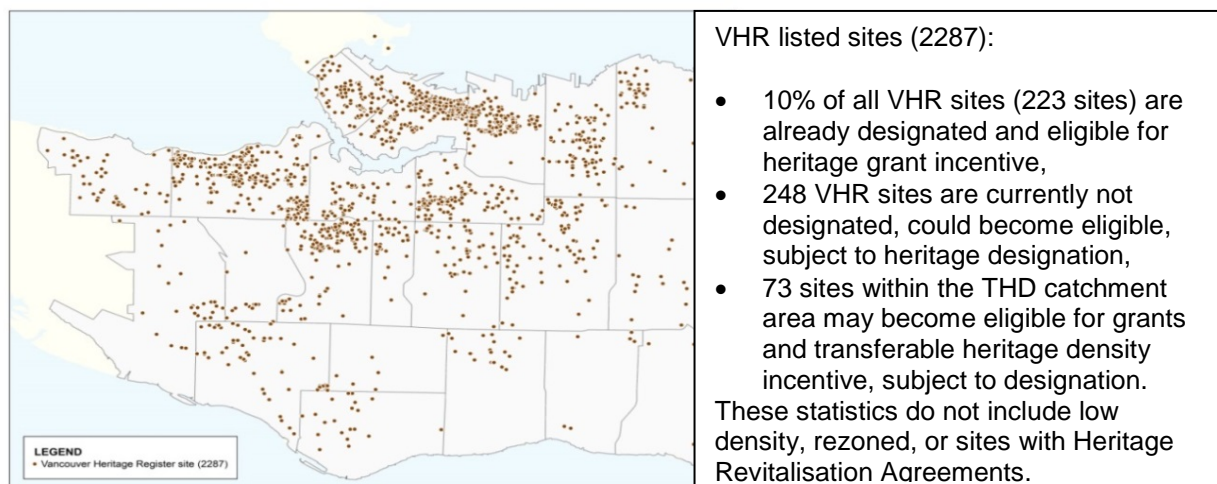 VHR listed sites (2287):
• 10% of all VHR sites (223 sites) are
already designated and eligible for
heritage grant incentive,
• 248 VHR sites are currently not
designated, could become eligible,
subject to heritage designation,
• 73 sites within the THD catchment
area may become eligible for grants
and transferable heritage density
incentive, subject to designation.
These statistics do not include low
density, rezoned, or sites with Heritage
Revitalisation Agreements.
LEGEND
• Vancouver Heritage Register site (2287)